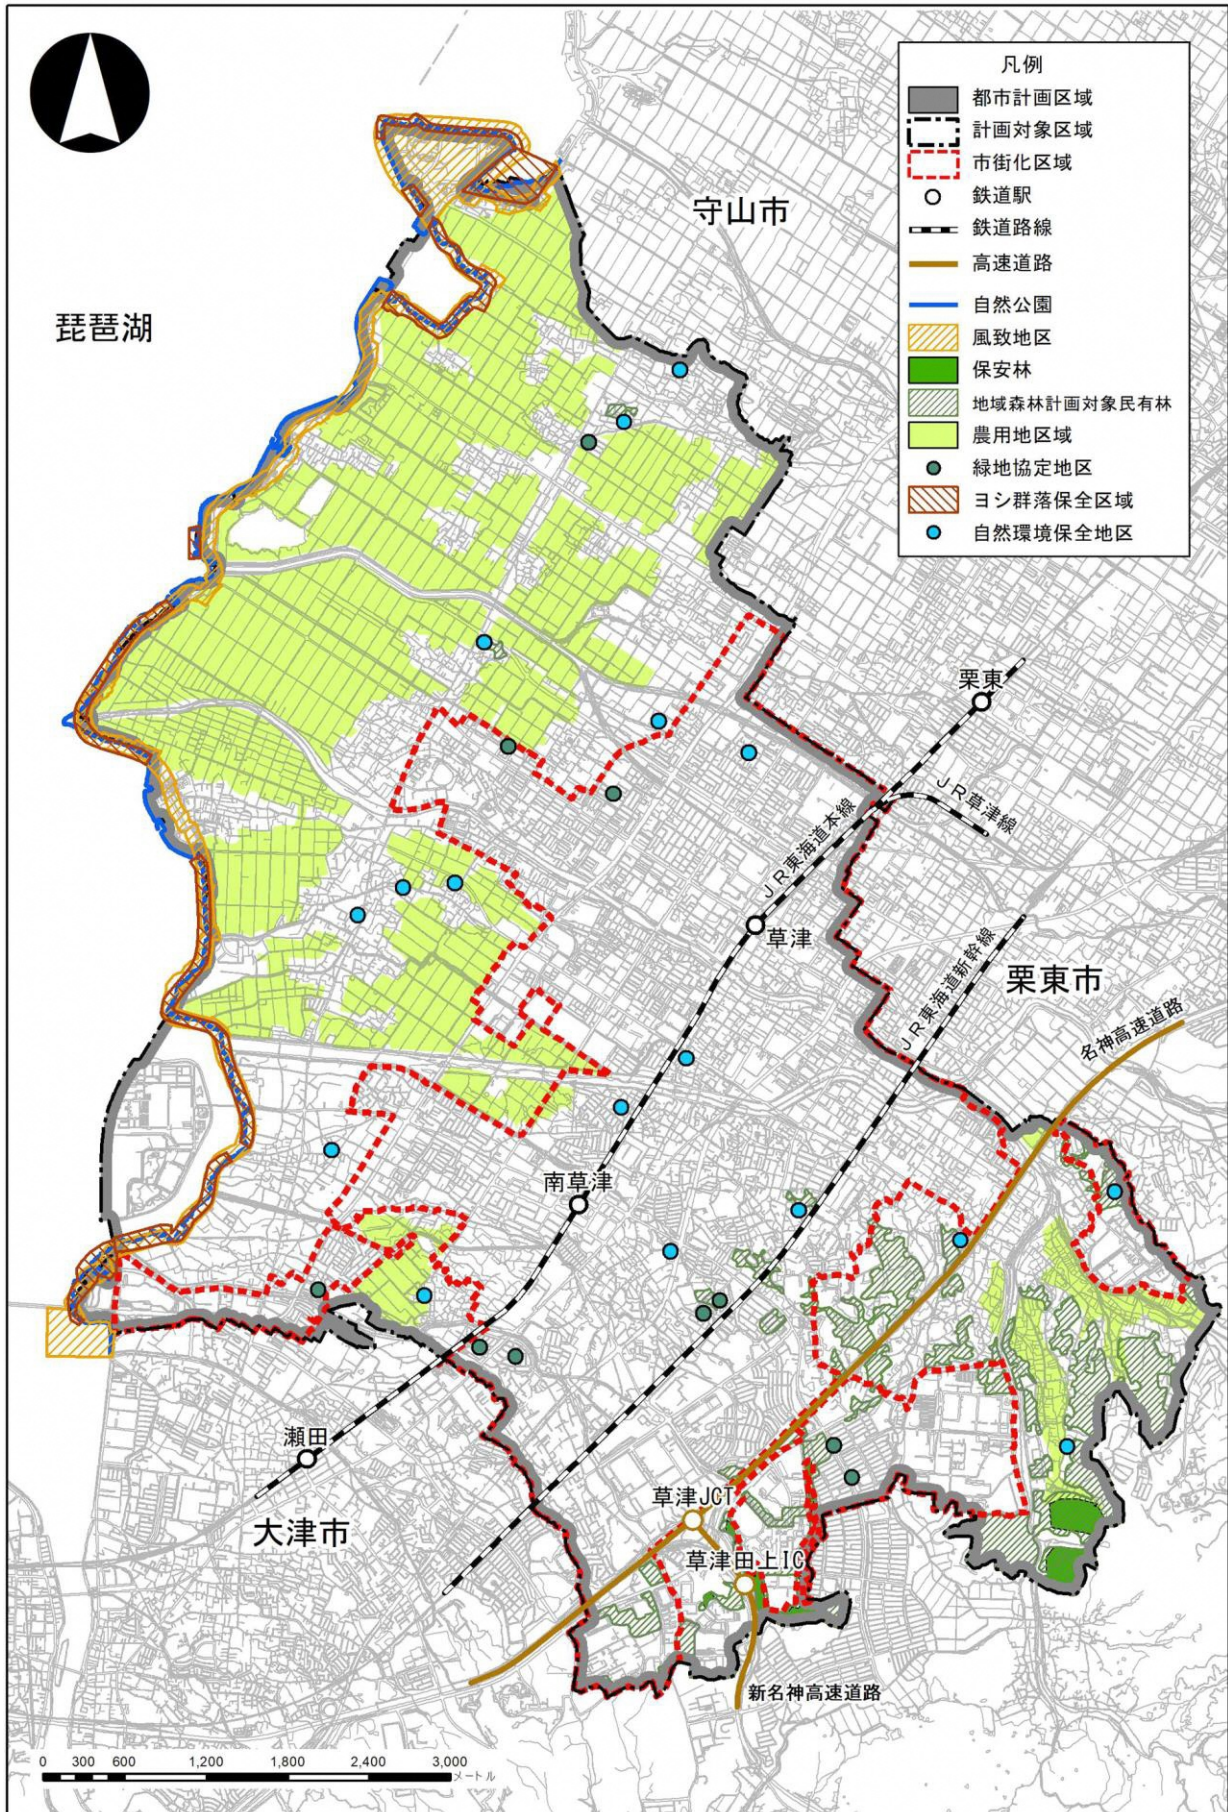 凡例
都市計画区域
計画対象区域
市街化区域
鉄道駅
鉄道路線
高速道路
自然公園
風致地区
保安林
地域森林計画対象民有林
農用地区域
緑地協定地区
ヨシ群落保全区域
自然環境保全地区
守山市
琵琶湖
栗東
JR草津線
JR東海道本線
草津
JR東海道新幹線
栗東市
名神高速道路
南草津
瀬田
大津市
草津JCT
草津田上IC
新名神高速道路
0 300 600 1,200 1,800 2,400 3,000
メートル